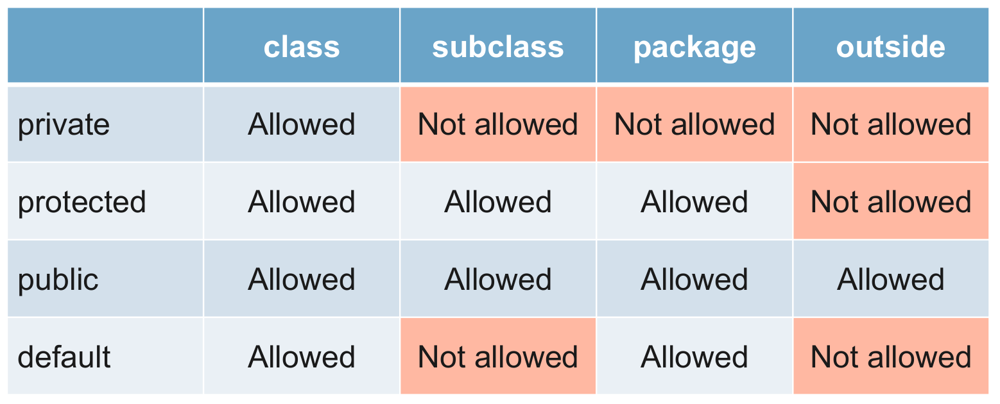 class subclass package outside
private Allowed Not allowed Not allowed Not allowed
protected Allowed Allowed Allowed Not allowed
public Allowed Allowed Allowed Allowed
default Allowed Not allowed Allowed Not allowed